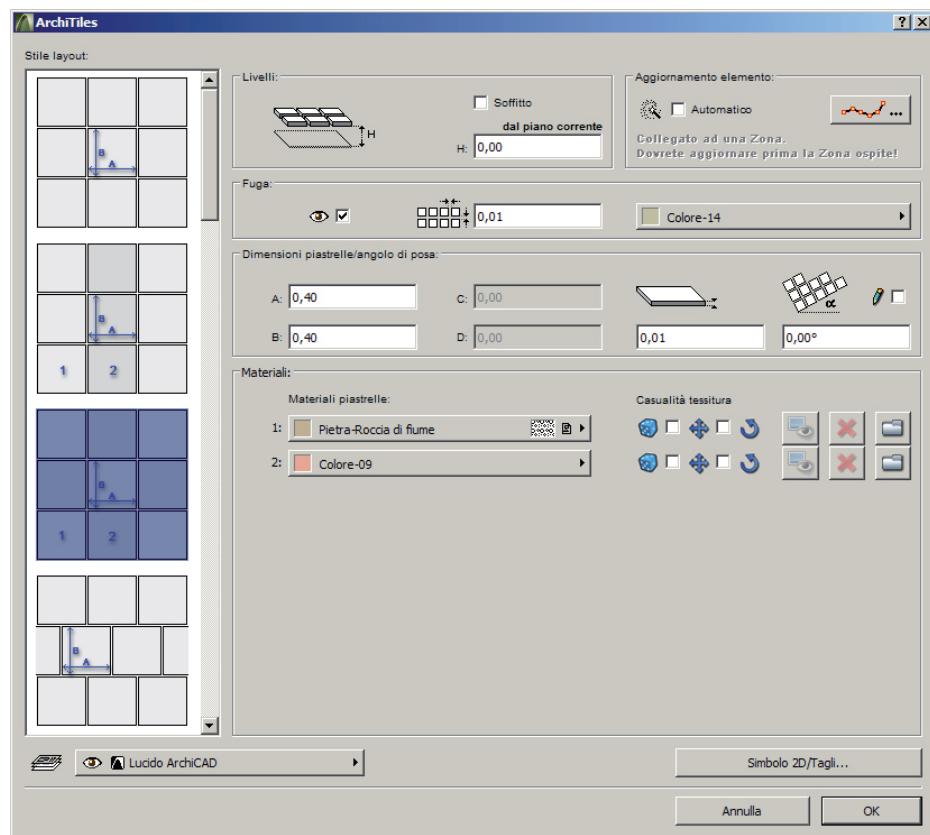 ArchiTiles
Stile layout:
B
A
B
A
1 2
B
A
1 2
B
A
Livelli:
H
Soffitto
dal piano corrente
H: 0,00
Aggiornamento elemento:
Automatico
...
Collegato ad una Zona.
Dovrete aggiornare prima la Zona ospite!
Fuga:
0,01
Colore-14
Dimensioni piastrelle/angolo di posa:
A: 0,40
C: 0,00
α
B: 0,40
D: 0,00
0,01
0,00°
Materiali:
Materiali piastrelle:
Casualità tessitura
1: Pietra-Roccia di fiume
2: Colore-09
Lucido ArchiCAD
Simbolo 2D/Tagli...
Annulla
OK